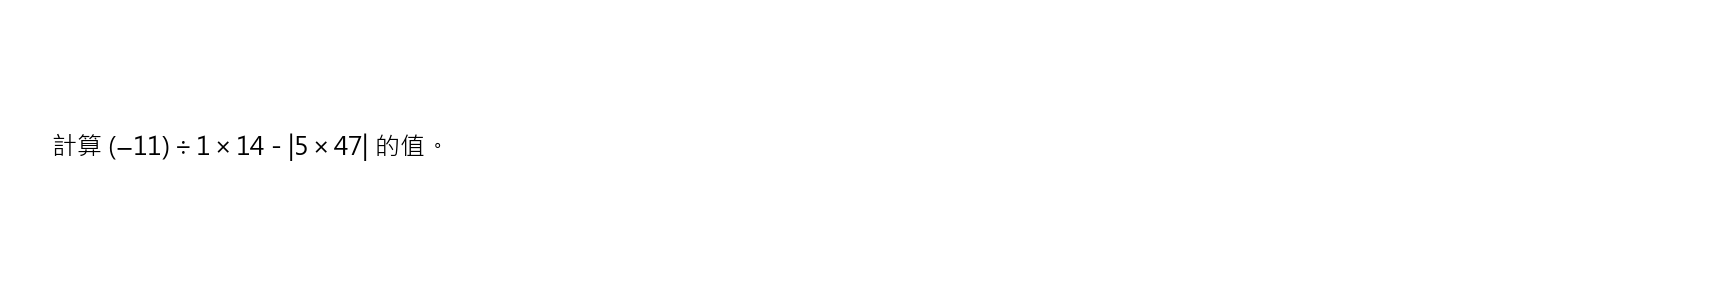 計算 (–11) ÷ 1 × 14 - |5 × 47| 的值。